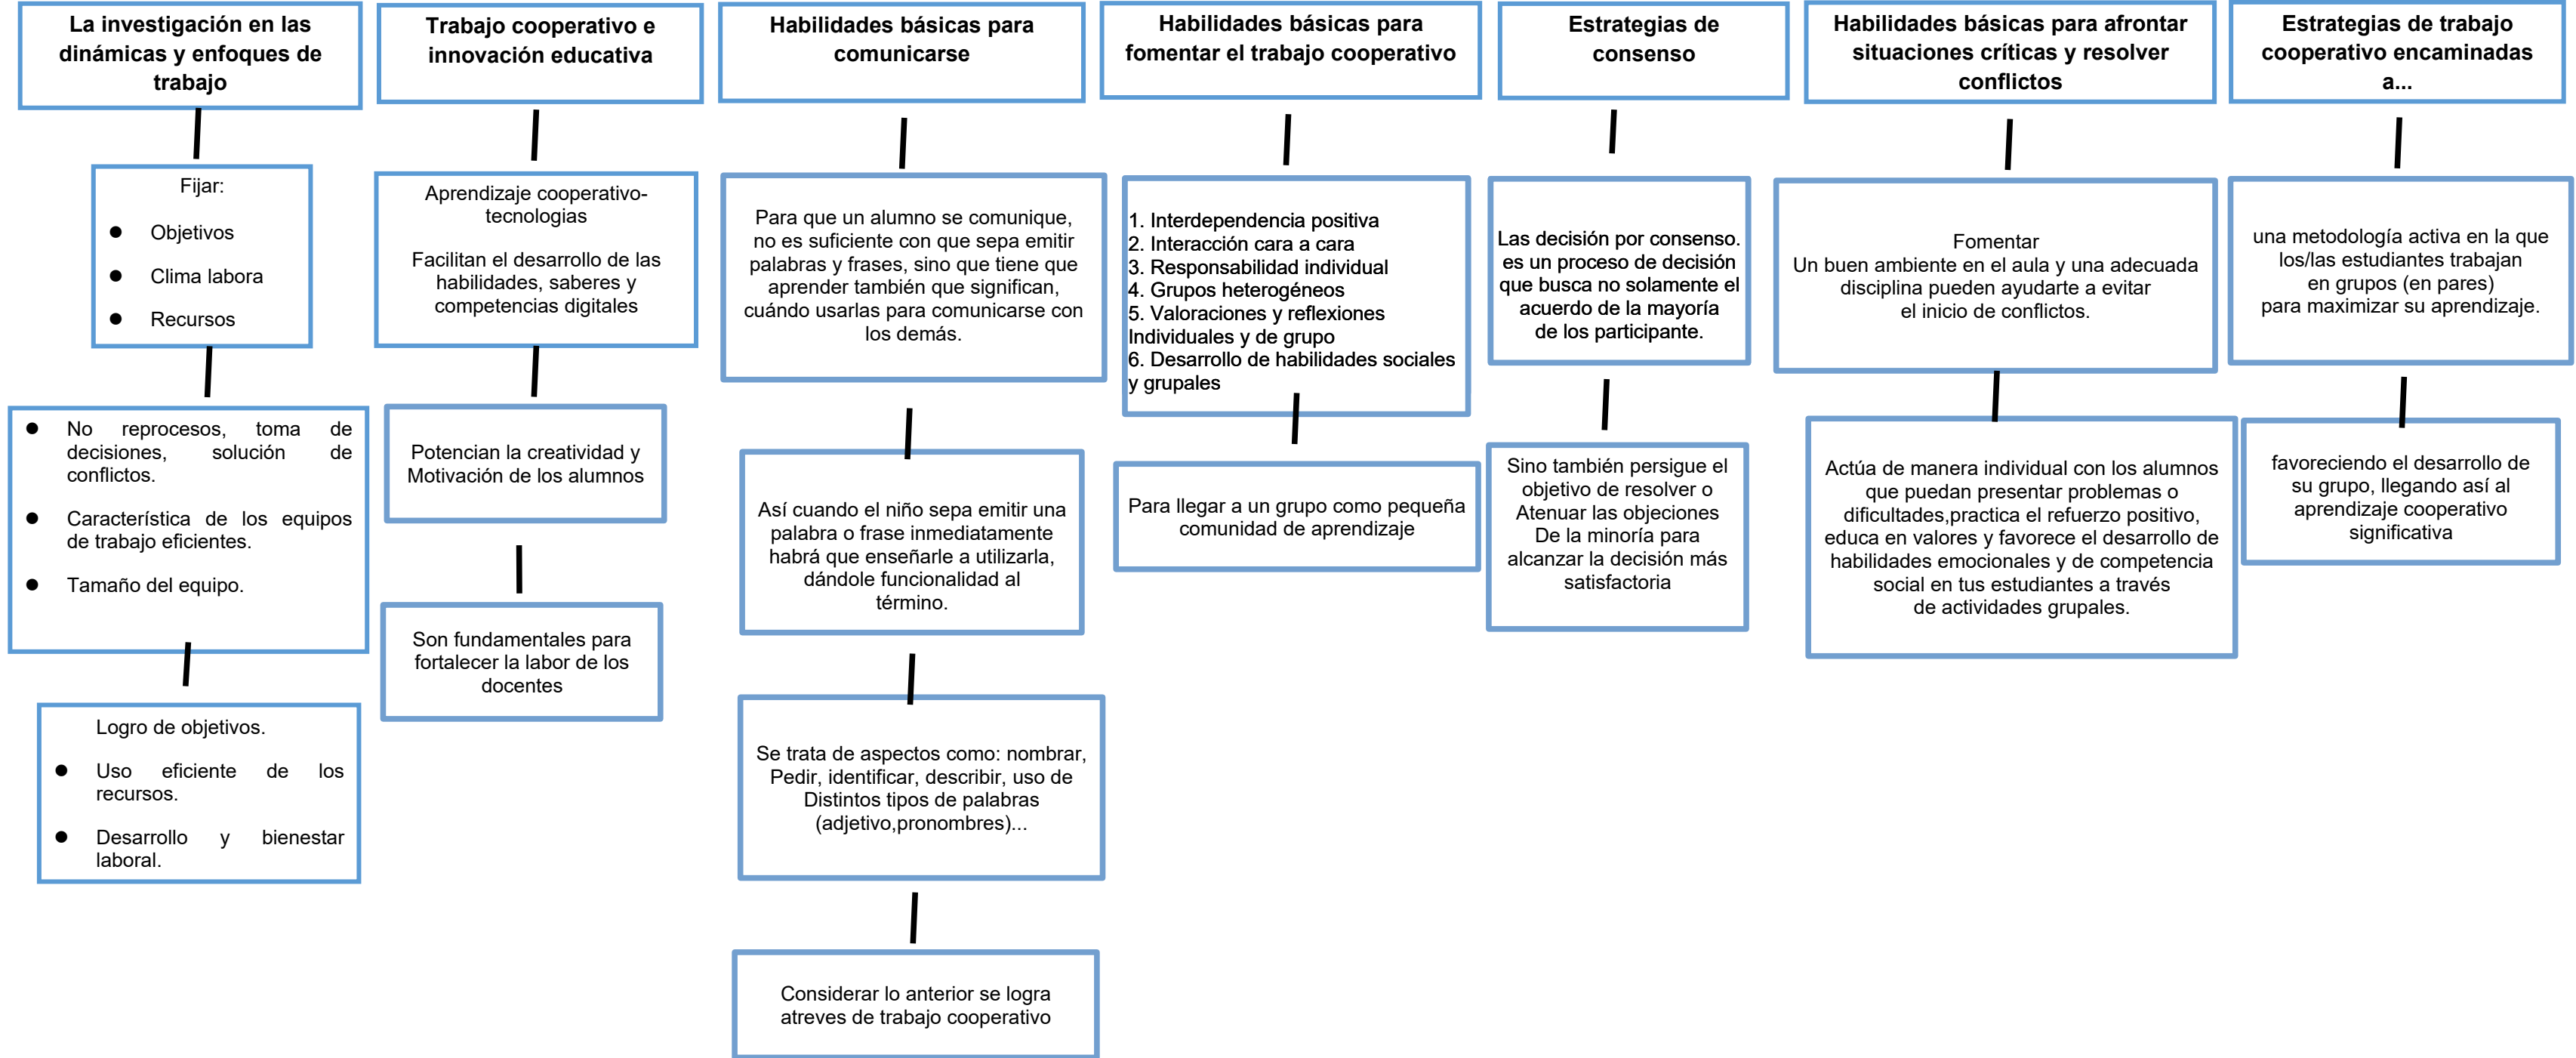 La investigación en las
dinámicas y enfoques de
trabajo
Fijar:
● Objetivos
● Clima labora
● Recursos
● No reprocesos, toma de
decisiones, solución de
conflictos.
● Característica de los equipos
de trabajo eficientes.
● Tamaño del equipo.
Logro de objetivos.
● Uso eficiente de los
recursos.
● Desarrollo y bienestar
laboral.
Trabajo cooperativo e
innovación educativa
Aprendizaje cooperativo-
tecnologias
Facilitan el desarrollo de las
habilidades, saberes y
competencias digitales
Potencian la creatividad y
Motivación de los alumnos
Son fundamentales para
fortalecer la labor de los
docentes
Habilidades básicas para
comunicarse
Para que un alumno se comunique,
no es suficiente con que sepa emitir
palabras y frases, sino que tiene que
aprender también que significan,
cuándo usarlas para comunicarse con
los demás.
Así cuando el niño sepa emitir una
palabra o frase inmediatamente
habrá que enseñarle a utilizarla,
dándole funcionalidad al
término.
Se trata de aspectos como: nombrar,
Pedir, identificar, describir, uso de
Distintos tipos de palabras
(adjetivo,pronombres)...
Considerar lo anterior se logra
atreves de trabajo cooperativo
Habilidades básicas para
fomentar el trabajo cooperativo
1. Interdependencia positiva
2. Interacción cara a cara
3. Responsabilidad individual
4. Grupos heterogéneos
5. Valoraciones y reflexiones
Individuales y de grupo
6. Desarrollo de habilidades sociales
y grupales
Para llegar a un grupo como pequeña
comunidad de aprendizaje
Estrategias de
consenso
Las decisión por consenso.
es un proceso de decisión
que busca no solamente el
acuerdo de la mayoría
de los participante.
Sino también persigue el
objetivo de resolver o
Atenuar las objeciones
De la minoría para
alcanzar la decisión más
satisfactoria
Habilidades básicas para afrontar
situaciones críticas y resolver
conflictos
Fomentar
Un buen ambiente en el aula y una adecuada
disciplina pueden ayudarte a evitar
el inicio de conflictos.
Actúa de manera individual con los alumnos
que puedan presentar problemas o
dificultades,practica el refuerzo positivo,
educa en valores y favorece el desarrollo de
habilidades emocionales y de competencia
social en tus estudiantes a través
de actividades grupales.
Estrategias de trabajo
cooperativo encaminadas
a...
una metodología activa en la que
los/las estudiantes trabajan
en grupos (en pares)
para maximizar su aprendizaje.
favoreciendo el desarrollo de
su grupo, llegando así al
aprendizaje cooperativo
significativa